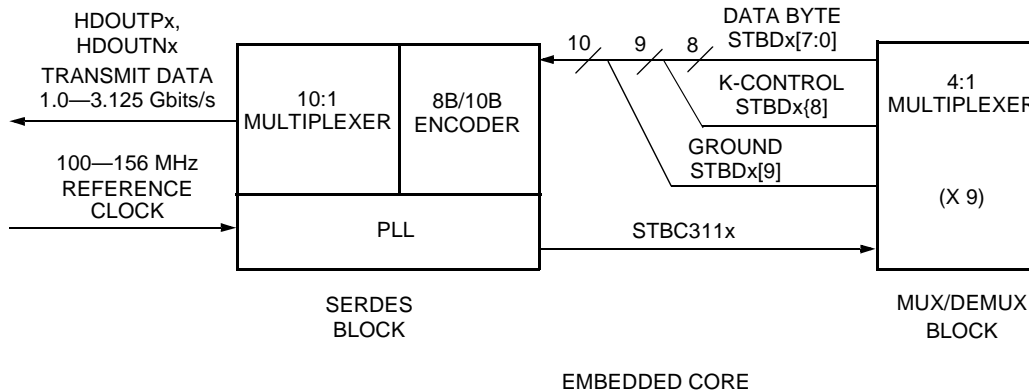 HDOUTPx,
HDOUTNx
TRANSMIT DATA
1.0—3.125 Gbits/s
100—156 MHz
REFERENCE
CLOCK
10:1
MULTIPLEXER
8B/10B
ENCODER
PLL
SERDES
BLOCK
10
9
8
DATA BYTE
STBDx[7:0]
K-CONTROL
STBDx{8]
GROUND
STBDx[9]
STBC311x
4:1
MULTIPLEXER
(X 9)
MUX/DEMUX
BLOCK
EMBEDDED CORE